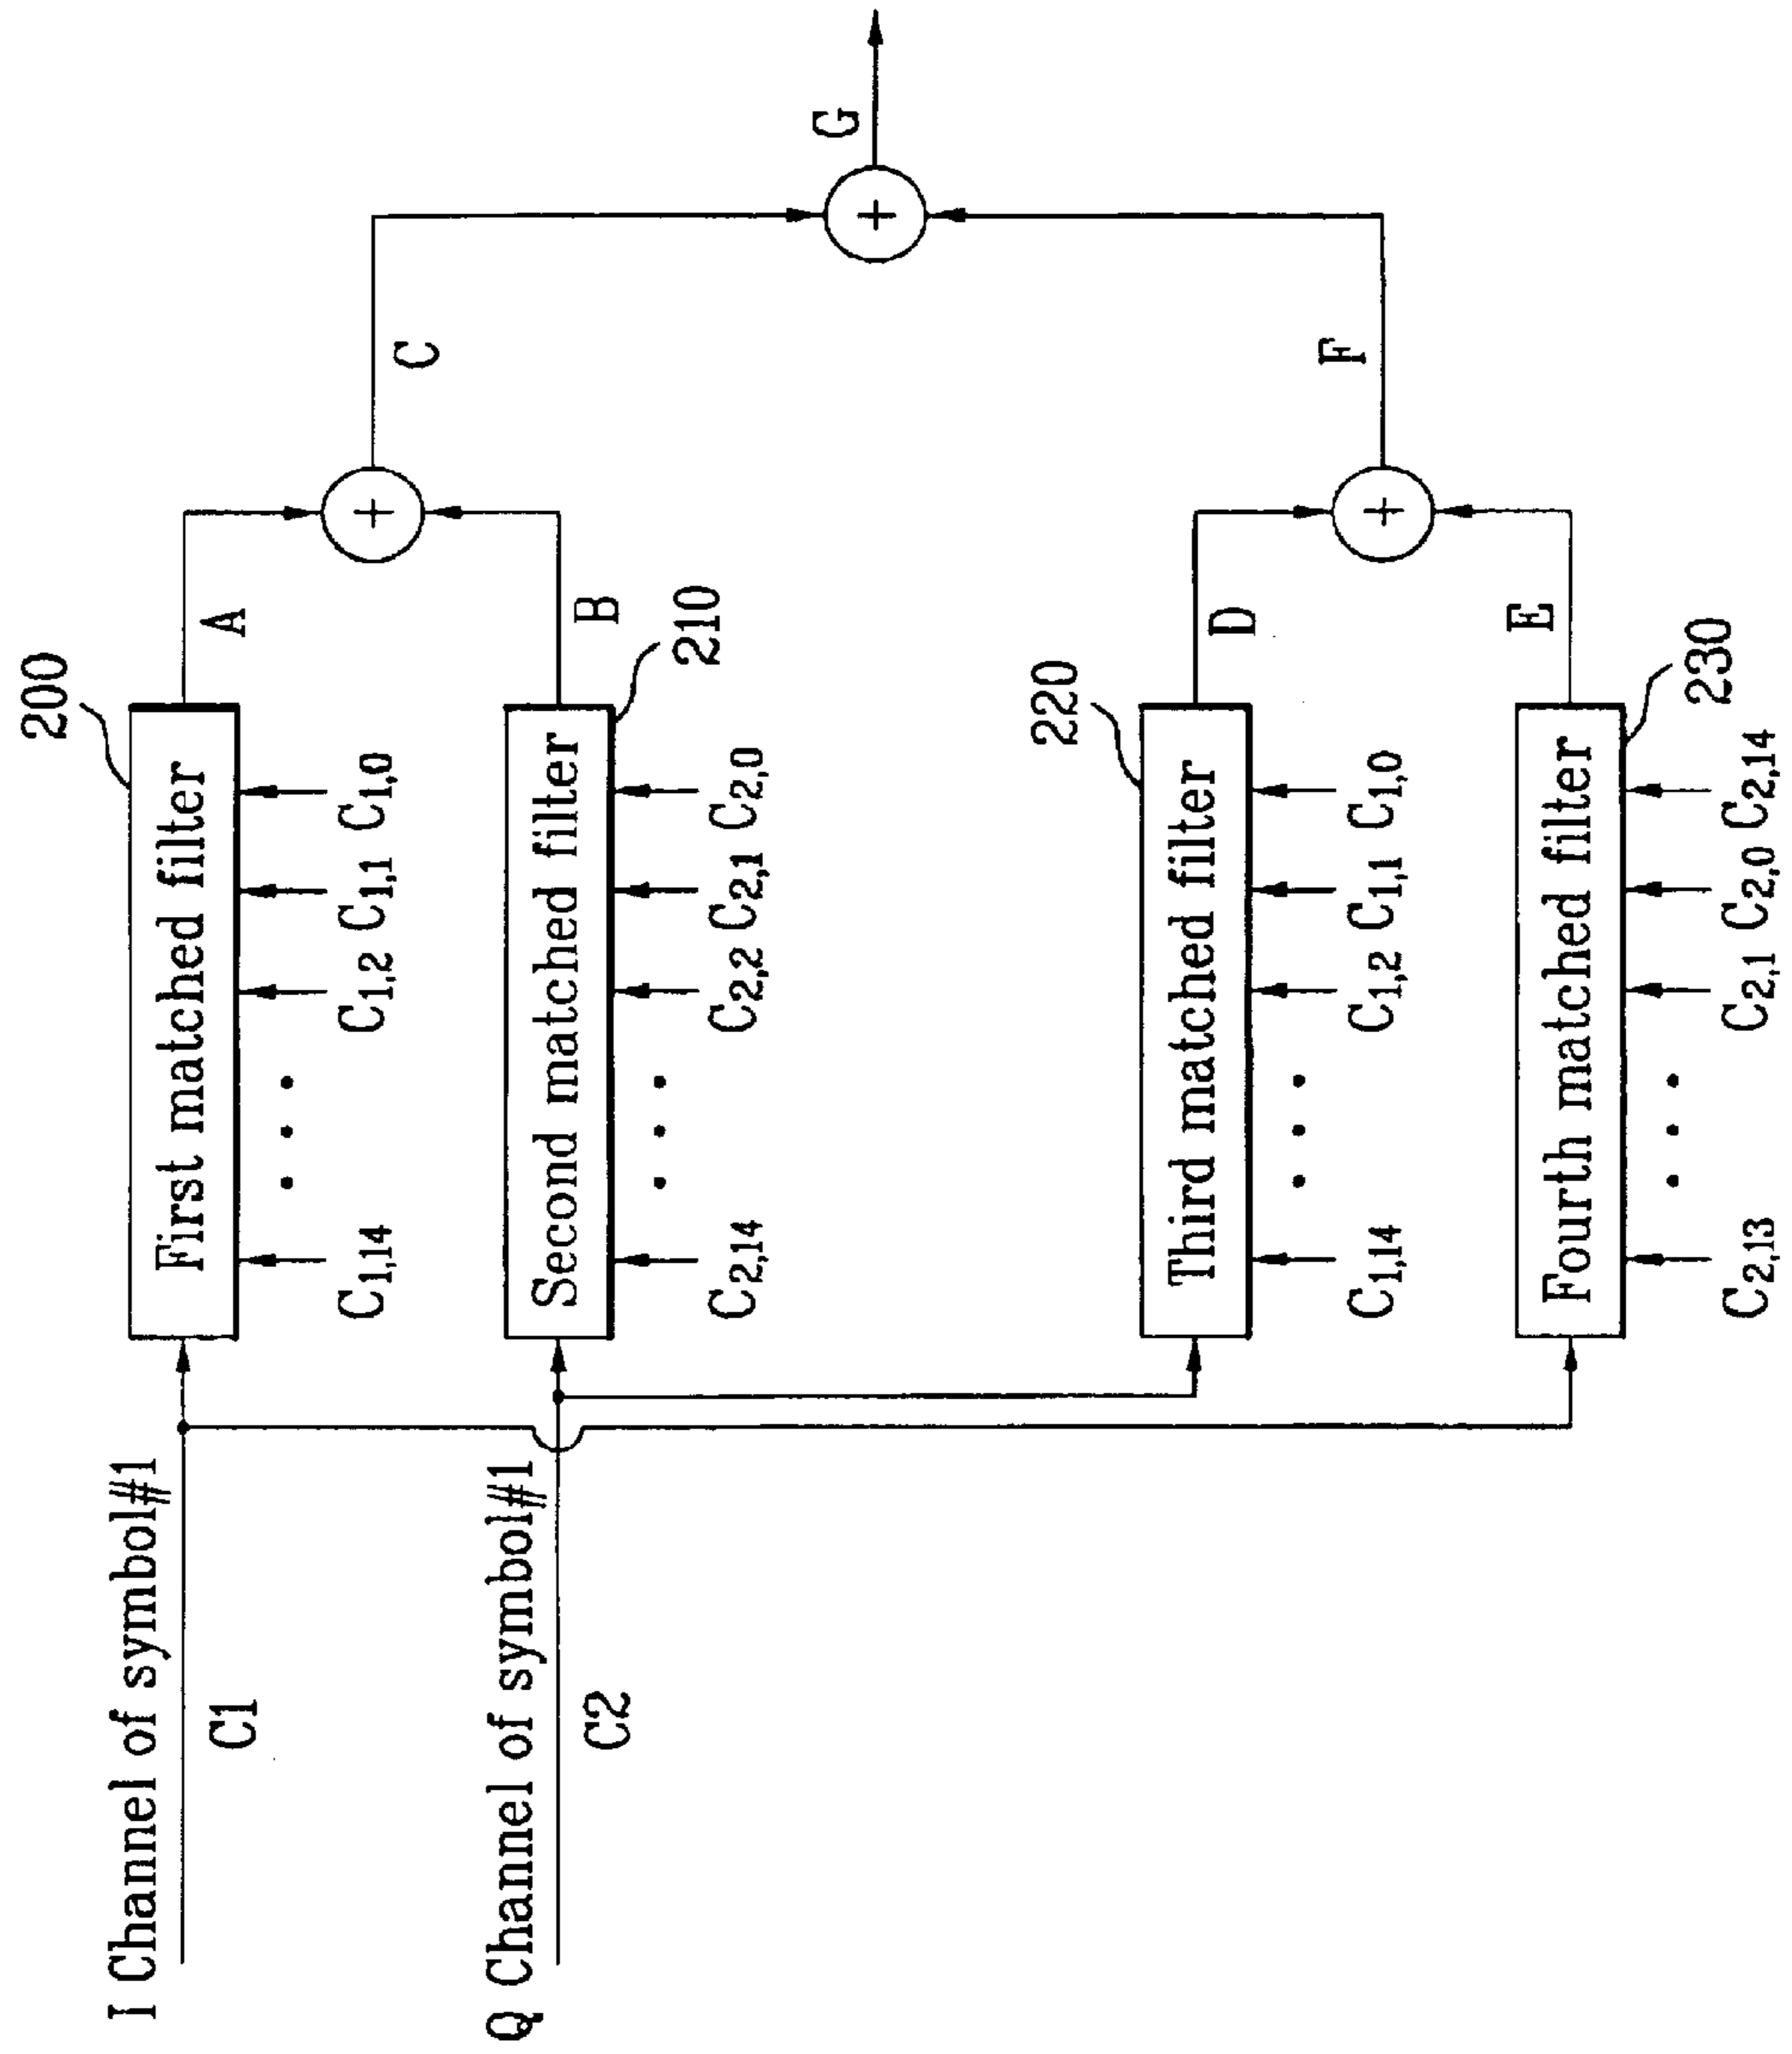 I Channel of symbol#1
C1
200
First matched filter
C1,14 • • • C1,2 C1,1 C1,0
A
Q Channel of symbol#1
C2
Second matched filter
210
C2,14 • • • C2,2 C2,1 C2,0
B
C
G
220
Third matched filter
C1,14 • • • C1,2 C1,1 C1,0
D
F
Fourth matched filter
230
C2,13 • • • C2,1 C2,0 C2,14
E
+
+
+